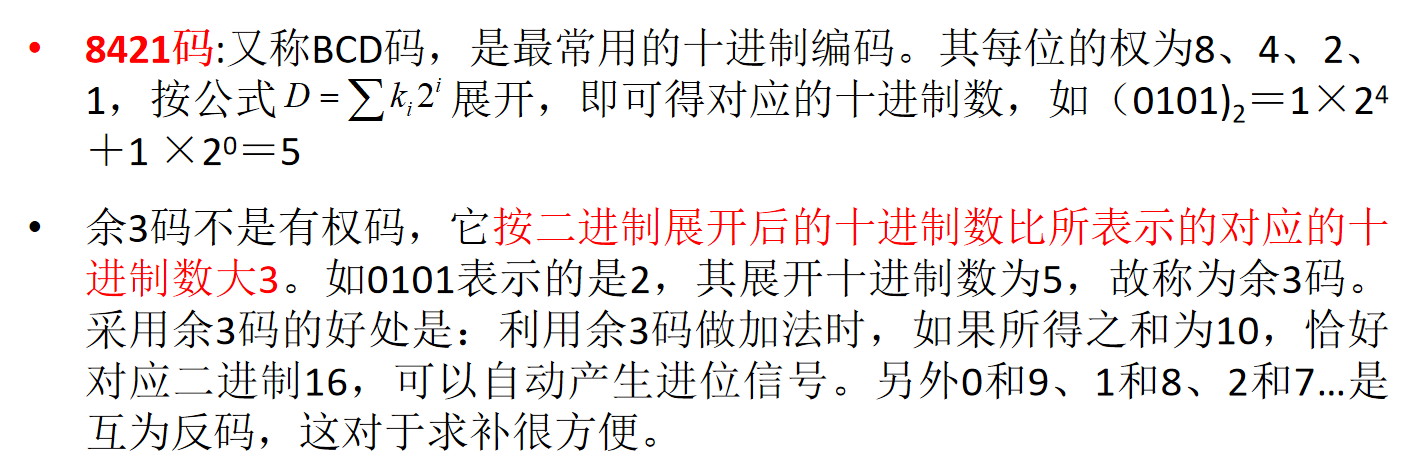 • 8421码:又称BCD码，是最常用的十进制编码。其每位的权为8、4、2、
1，按公式 D = ∑kᵢ2ⁱ 展开，即可得对应的十进制数，如（0101)₂＝1×2⁴
＋1 ×2⁰＝5
• 余3码不是有权码，它按二进制展开后的十进制数比所表示的对应的十
进制数大3。如0101表示的是2，其展开十进制数为5，故称为余3码。
采用余3码的好处是：利用余3码做加法时，如果所得之和为10，恰好
对应二进制16，可以自动产生进位信号。另外0和9、1和8、2和7…是
互为反码，这对于求补很方便。